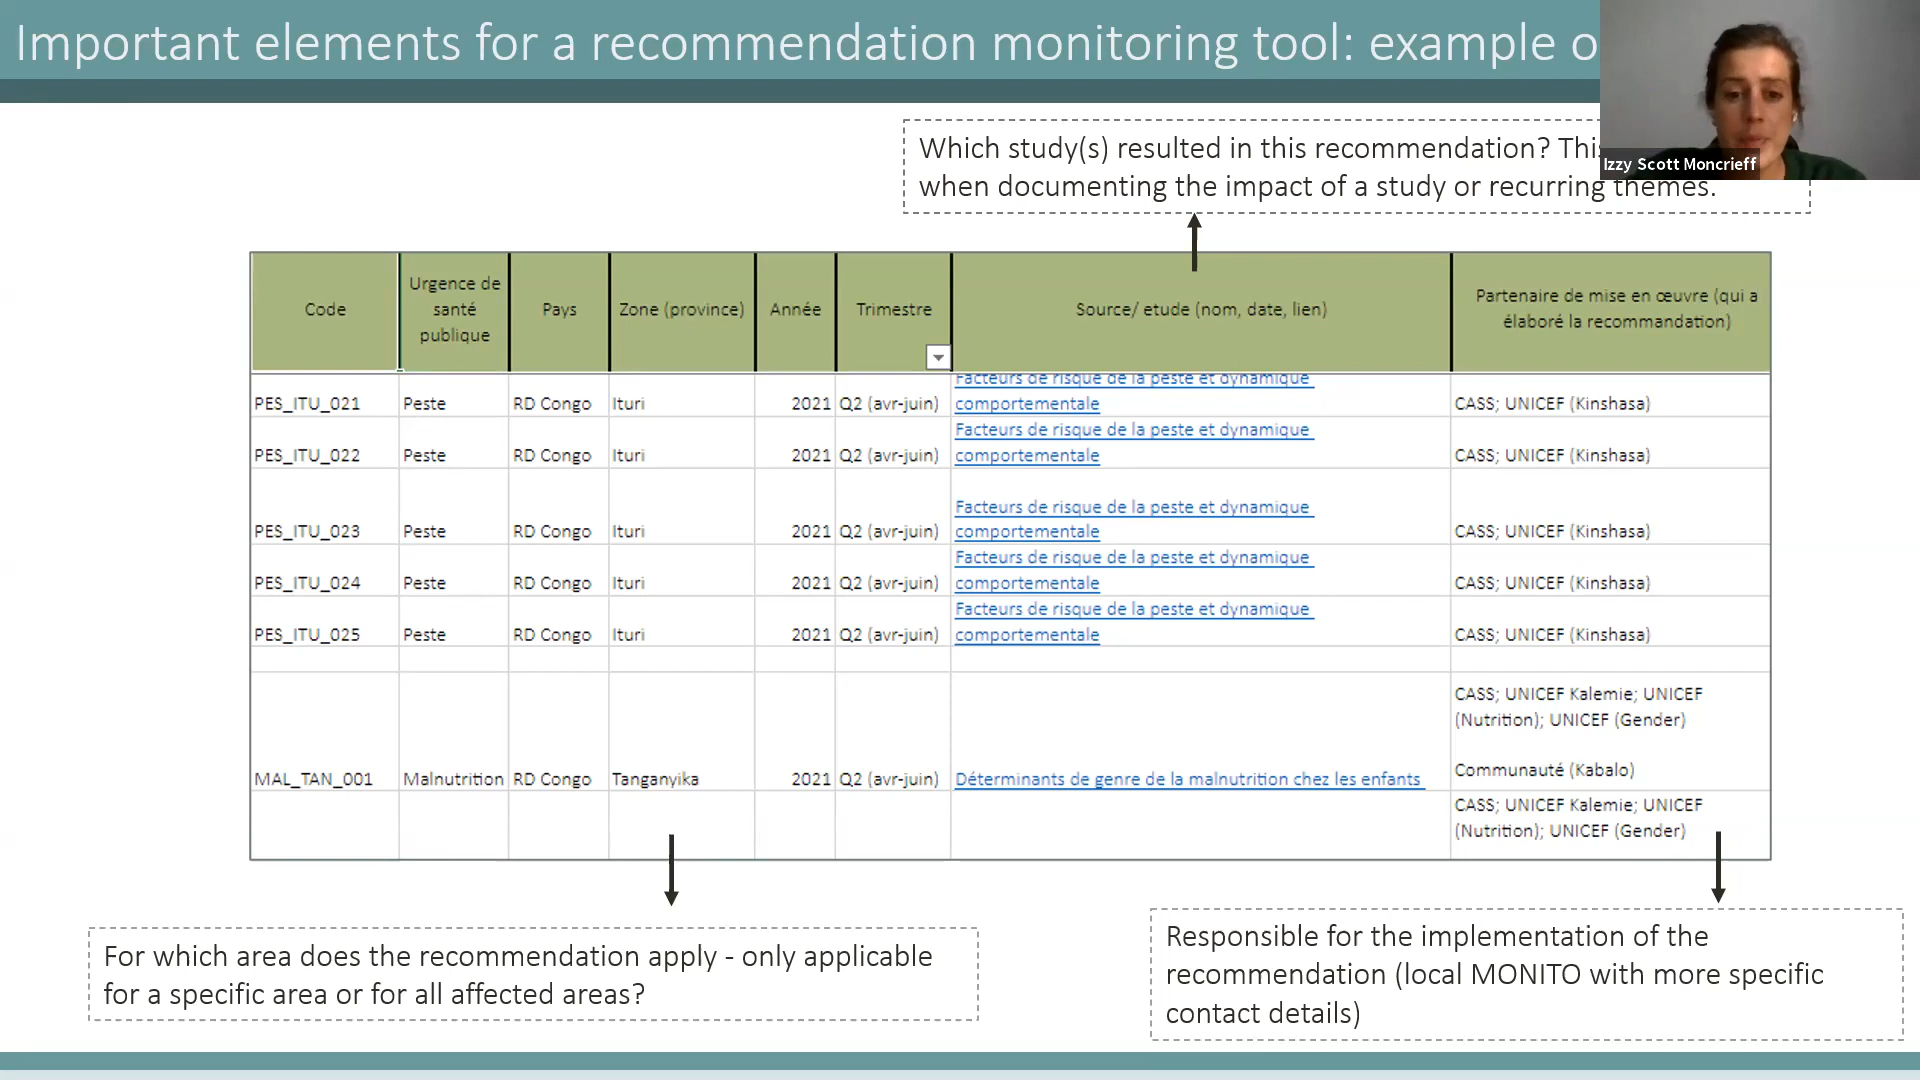 Important elements for a recommendation monitoring tool: example o
Izzy Scott Moncrieff
Which study(s) resulted in this recommendation?
when documenting the impact of a study or recurring themes.
Code
Urgence de
santé
publique
Pays
Zone (province)
Année
Trimestre
Source/ etude (nom, date, lien)
Partenaire de mise en œuvre (qui a
élaboré la recommandation)
Facteurs de risque de la peste et dynamique
PES_ITU_021 Peste RD Congo Ituri 2021 Q2 (avr-juin) comportementale CASS; UNICEF (Kinshasa)
Facteurs de risque de la peste et dynamique
PES_ITU_022 Peste RD Congo Ituri 2021 Q2 (avr-juin) comportementale CASS; UNICEF (Kinshasa)
Facteurs de risque de la peste et dynamique
PES_ITU_023 Peste RD Congo Ituri 2021 Q2 (avr-juin) comportementale CASS; UNICEF (Kinshasa)
Facteurs de risque de la peste et dynamique
PES_ITU_024 Peste RD Congo Ituri 2021 Q2 (avr-juin) comportementale CASS; UNICEF (Kinshasa)
Facteurs de risque de la peste et dynamique
PES_ITU_025 Peste RD Congo Ituri 2021 Q2 (avr-juin) comportementale CASS; UNICEF (Kinshasa)
CASS; UNICEF Kalemie; UNICEF
(Nutrition); UNICEF (Gender)
Communauté (Kabalo)
MAL_TAN_001 Malnutrition RD Congo Tanganyika 2021 Q2 (avr-juin) Déterminants de genre de la malnutrition chez les enfants
CASS; UNICEF Kalemie; UNICEF
(Nutrition); UNICEF (Gender)
For which area does the recommendation apply - only applicable
for a specific area or for all affected areas?
Responsible for the implementation of the
recommendation (local MONITO with more specific
contact details)